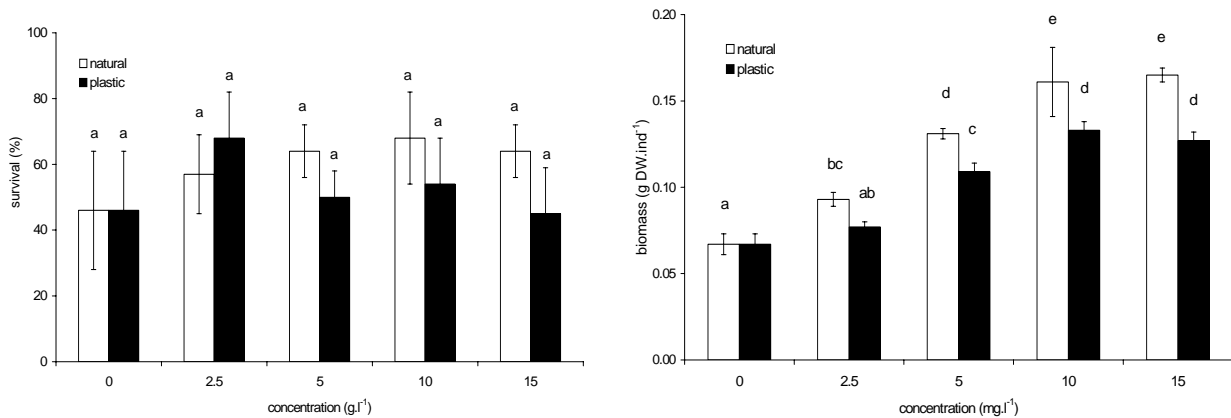 100
80
60
40
20
0
survival (%)
natural
plastic
a a a a a a a a a a
0 2.5 5 10 15
concentration (g.l-1)
0.20
0.15
0.10
0.05
0.00
biomass (g DW.ind-1)
natural
plastic
a bc ab d c e d e d
0 2.5 5 10 15
concentration (mg.l-1)